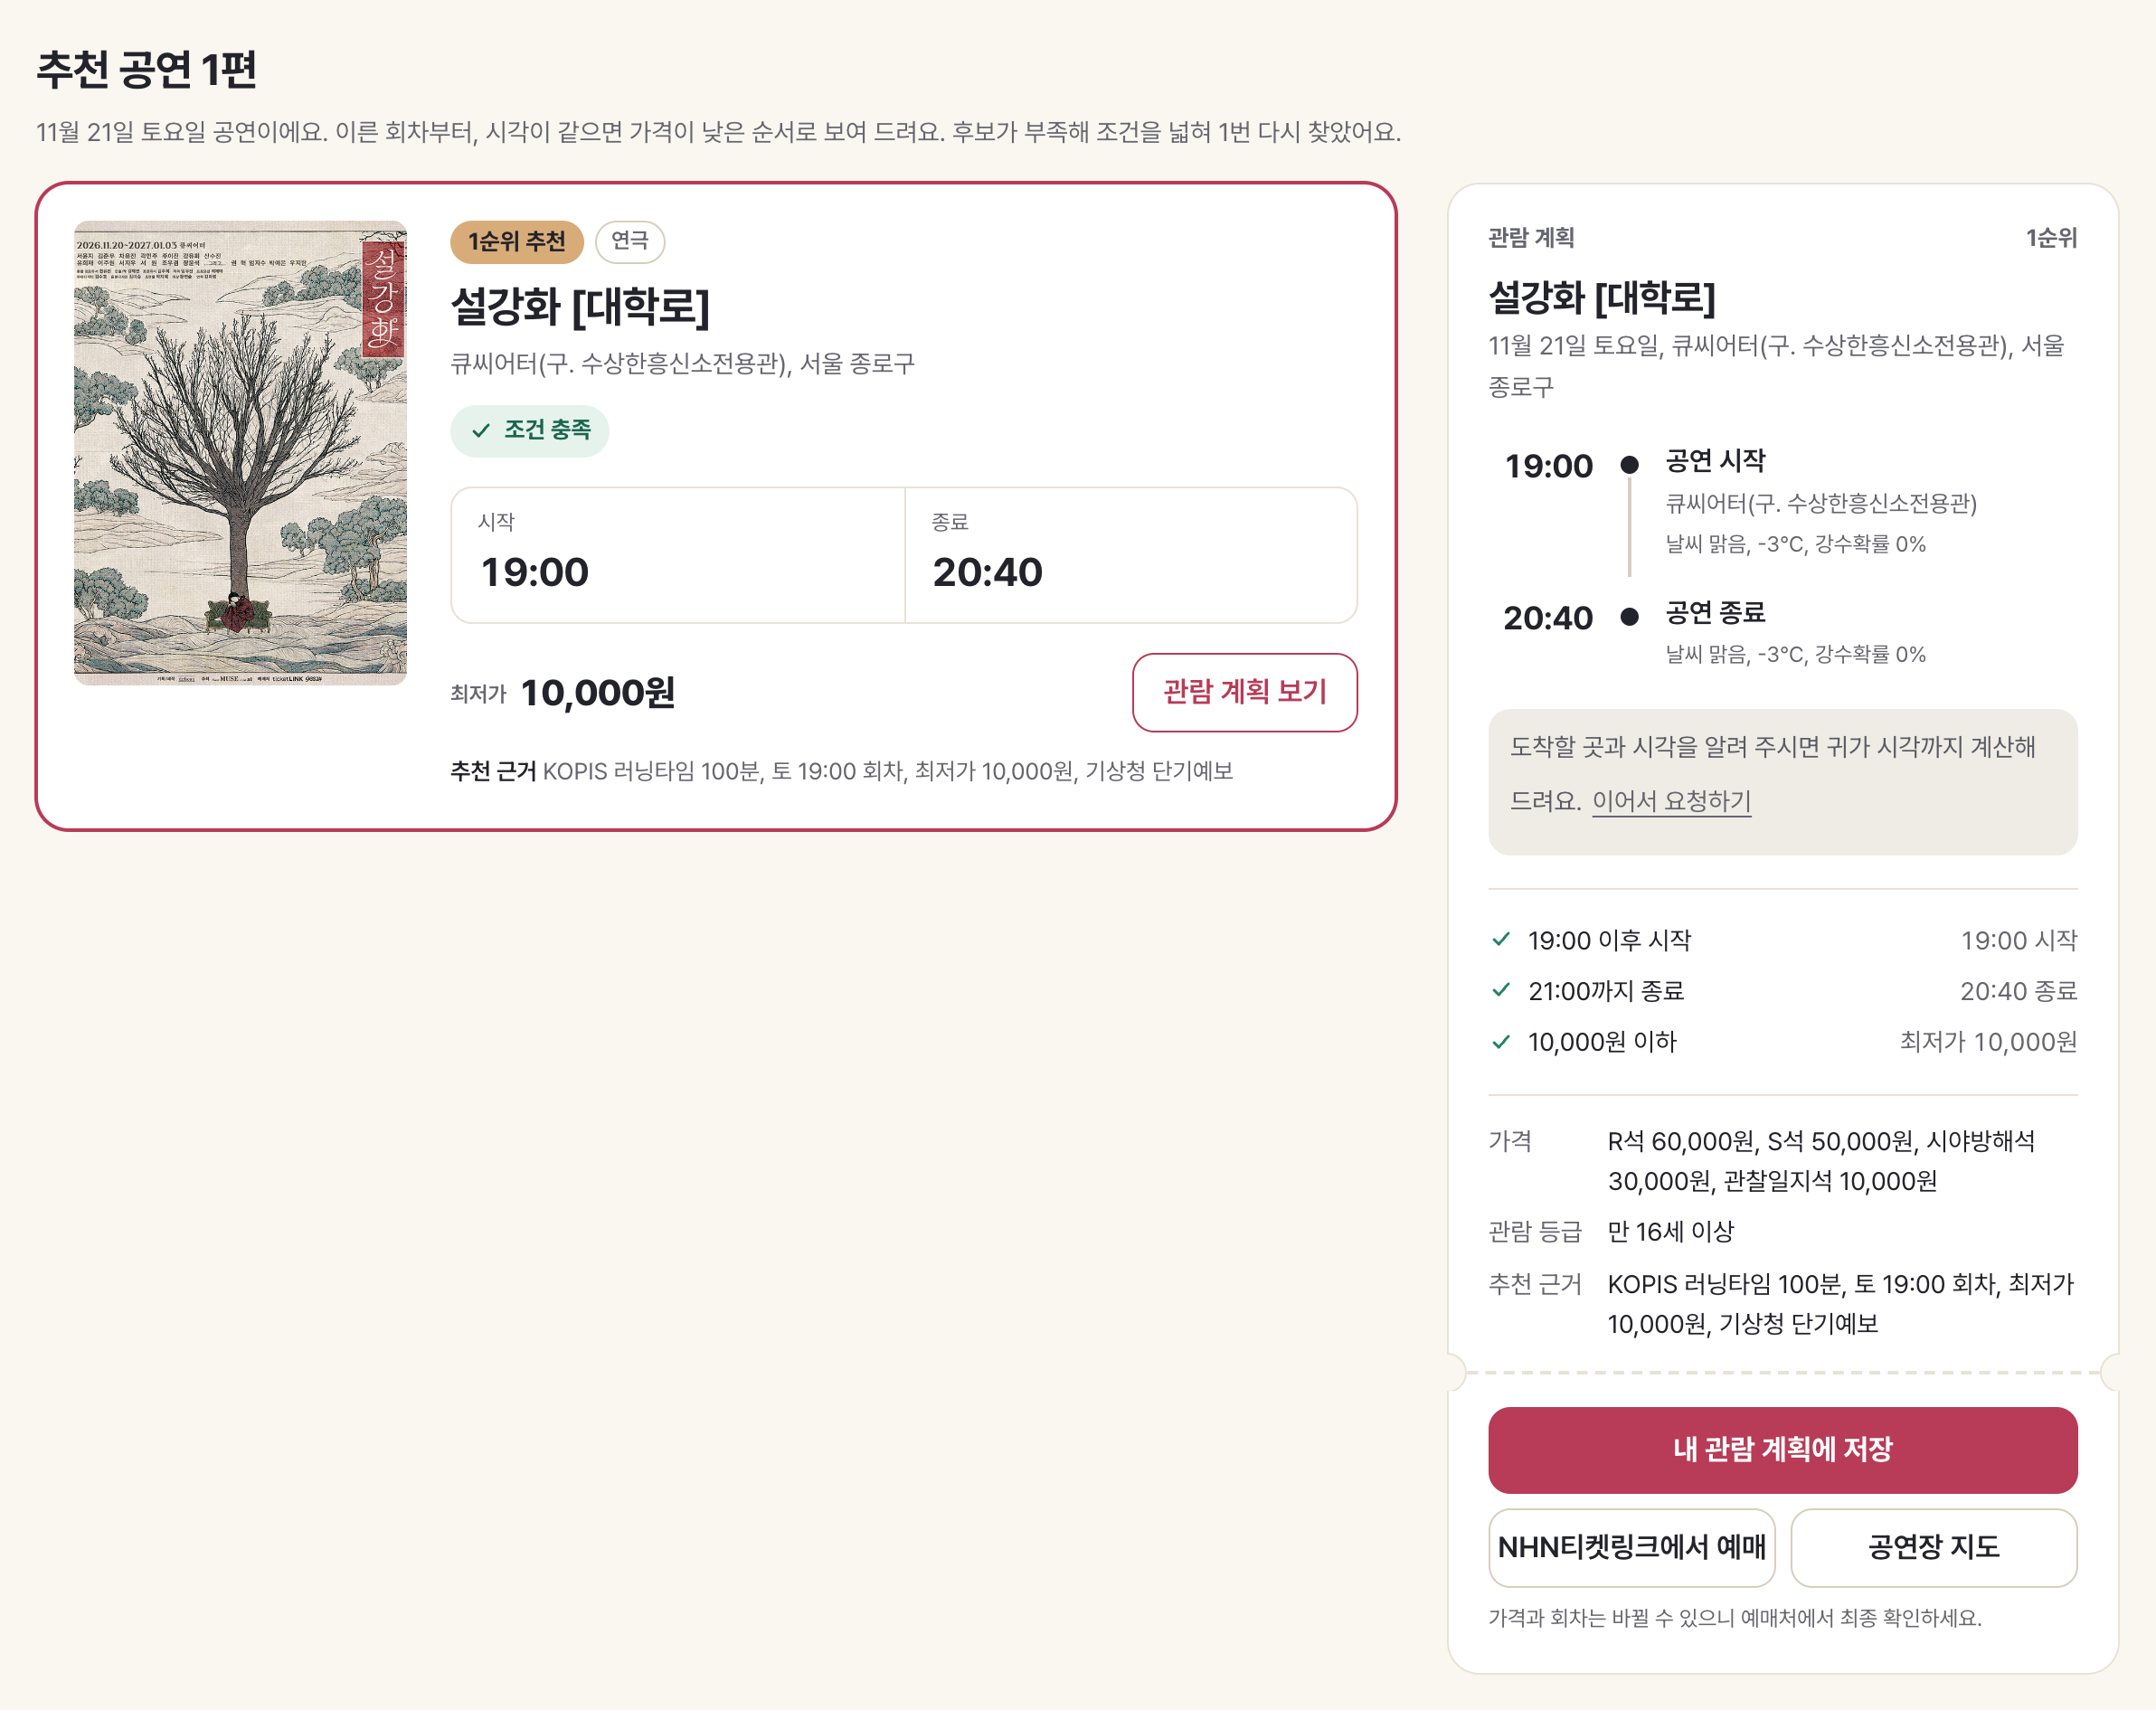 추천 공연 1편
11월 21일 토요일 공연이에요. 이른 회차부터, 시각이 같으면 가격이 낮은 순서로 보여 드려요. 후보가 부족해 조건을 넓혀 1번 다시 찾았어요.
2026.11.20~2027.01.03 큐씨어터
설강화
1순위 추천
연극
설강화 [대학로]
큐씨어터(구. 수상한흥신소전용관), 서울 종로구
조건 충족
시작
19:00
종료
20:40
최저가 10,000원
관람 계획 보기
추천 근거 KOPIS 러닝타임 100분, 토 19:00 회차, 최저가 10,000원, 기상청 단기예보
관람 계획
1순위
설강화 [대학로]
11월 21일 토요일, 큐씨어터(구. 수상한흥신소전용관), 서울
종로구
19:00 공연 시작
큐씨어터(구. 수상한흥신소전용관)
날씨 맑음, -3°C, 강수확률 0%
20:40 공연 종료
날씨 맑음, -3°C, 강수확률 0%
도착할 곳과 시각을 알려 주시면 귀가 시각까지 계산해
드려요. 이어서 요청하기
19:00 이후 시작 19:00 시작
21:00까지 종료 20:40 종료
10,000원 이하 최저가 10,000원
가격 R석 60,000원, S석 50,000원, 시야방해석
30,000원, 관찰일지석 10,000원
관람 등급 만 16세 이상
추천 근거 KOPIS 러닝타임 100분, 토 19:00 회차, 최저가
10,000원, 기상청 단기예보
내 관람 계획에 저장
NHN티켓링크에서 예매
공연장 지도
가격과 회차는 바뀔 수 있으니 예매처에서 최종 확인하세요.